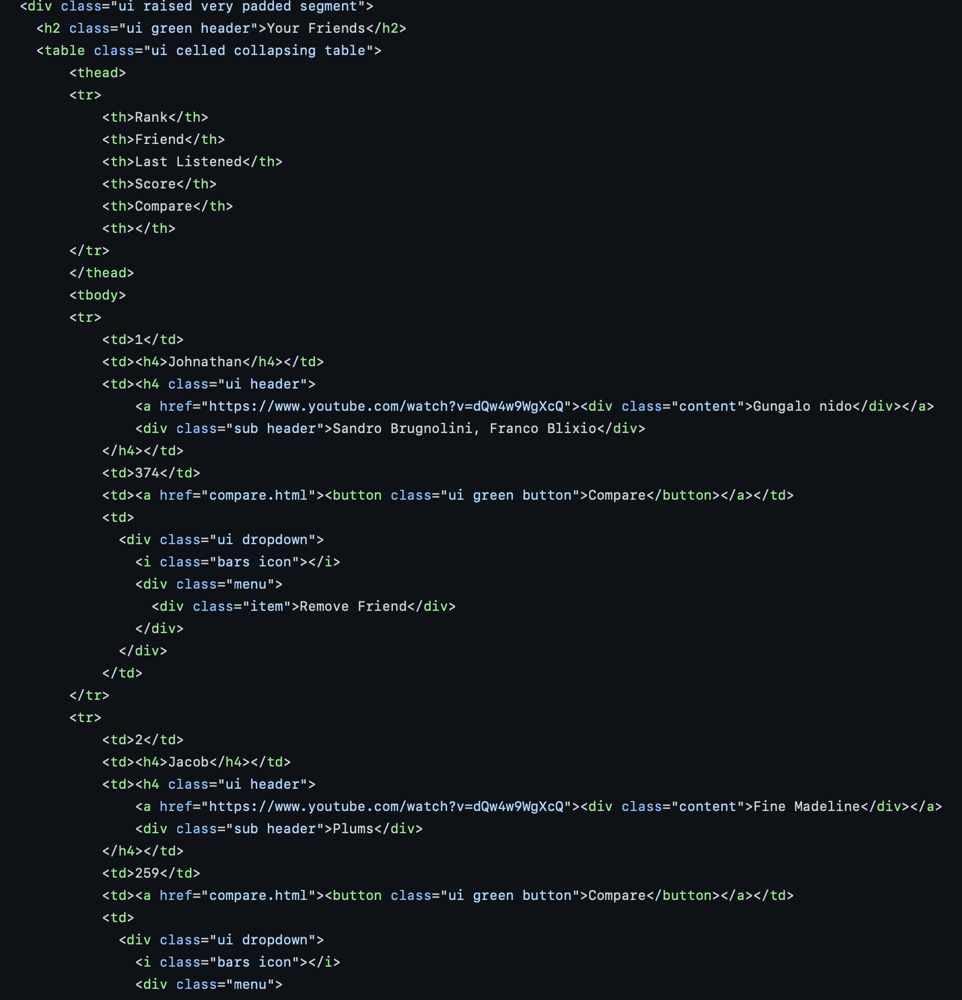 <div class="ui raised very padded segment">
<h2 class="ui green header">Your Friends</h2>
<table class="ui celled collapsing table">
<thead>
<tr>
<th>Rank</th>
<th>Friend</th>
<th>Last Listened</th>
<th>Score</th>
<th>Compare</th>
<th></th>
</tr>
</thead>
<tbody>
<tr>
<td>1</td>
<td><h4>Johnathan</h4></td>
<td><h4 class="ui header">
<a href="https://www.youtube.com/watch?v=dQw4w9WgXcQ"><div class="content">Gungalo nido</div></a>
<div class="sub header">Sandro Brugnolini, Franco Blixio</div>
</h4></td>
<td>374</td>
<td><a href="compare.html"><button class="ui green button">Compare</button></a></td>
<td>
<div class="ui dropdown">
<i class="bars icon"></i>
<div class="menu">
<div class="item">Remove Friend</div>
</div>
</div>
</td>
</tr>
<tr>
<td>2</td>
<td><h4>Jacob</h4></td>
<td><h4 class="ui header">
<a href="https://www.youtube.com/watch?v=dQw4w9WgXcQ"><div class="content">Fine Madeline</div></a>
<div class="sub header">Plums</div>
</h4></td>
<td>259</td>
<td><a href="compare.html"><button class="ui green button">Compare</button></a></td>
<td>
<div class="ui dropdown">
<i class="bars icon"></i>
<div class="menu">